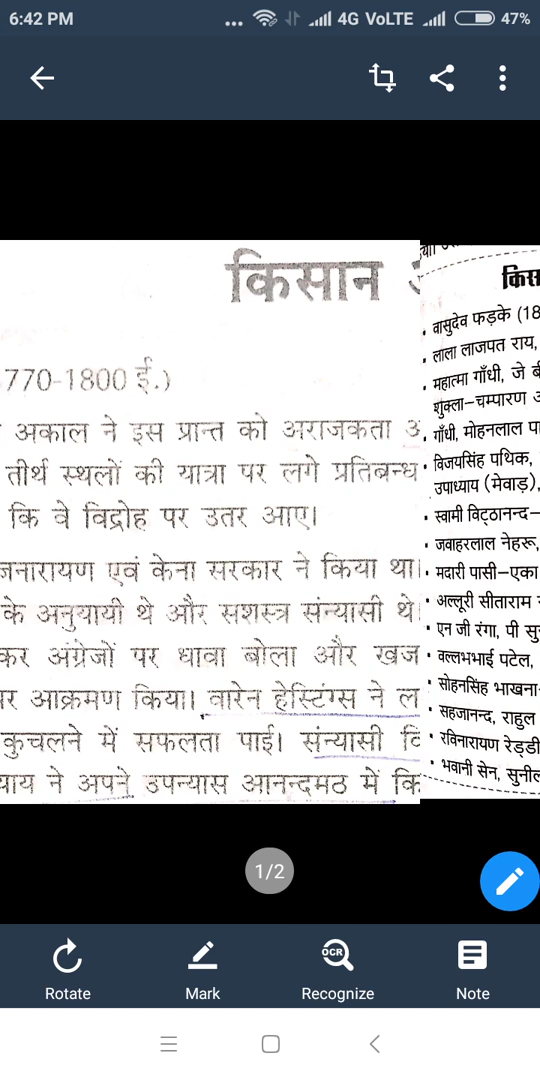 6:42 PM ... 4G VoLTE 47%
किसान
770-1800 ई.)
अकाल ने इस प्रान्त को अराजकता अ
तीर्थ स्थलों की यात्रा पर लगे प्रतिबन्ध
कि वे विद्रोह पर उतर आए।
जनारायण एवं केना सरकार ने किया था।
के अनुयायी थे और सशस्त्र संन्यासी थे।
कर अंग्रेजों पर धावा बोला और खज
पर आक्रमण किया। वारेन हेस्टिंग्स ने ल
कुचलने में सफलता पाई। संन्यासी वि
याय ने अपने उपन्यास आनन्दमठ में कि
किस
• वासुदेव फड़के (18
• लाला लाजपत राय,
• महात्मा गाँधी, जे बी
शुक्ला–चम्पारण अ
• गाँधी, मोहनलाल पा
• विजयसिंह पथिक,
उपाध्याय (मेवाड़),
• स्वामी विट्ठानन्द–
• जवाहरलाल नेहरू,
• मदारी पासी–एका
• अल्लूरी सीताराम
• एन जी रंगा, पी सु
• वल्लभभाई पटेल,
• सोहनसिंह भाखना
• सहजानन्द, राहुल
• रविनारायण रेड्डी
• भवानी सेन, सुनील
1/2
Rotate Mark OCR Recognize Note